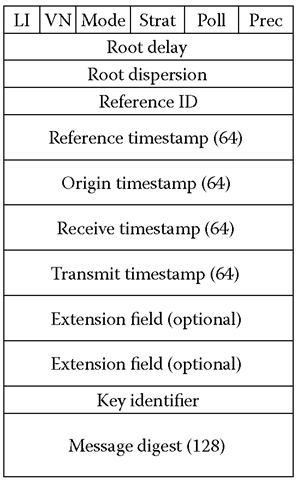 LI VN Mode Strat Poll Prec
Root delay
Root dispersion
Reference ID
Reference timestamp (64)
Origin timestamp (64)
Receive timestamp (64)
Transmit timestamp (64)
Extension field (optional)
Extension field (optional)
Key identifier
Message digest (128)